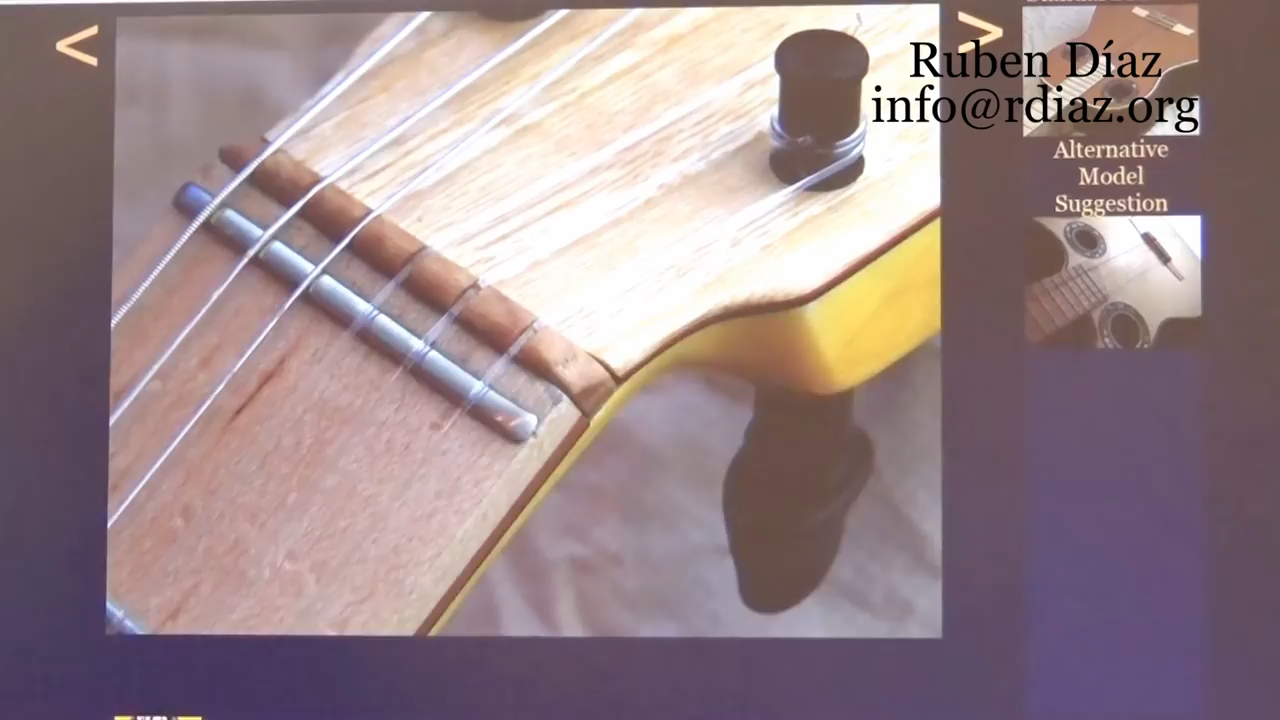 <
>
Ruben Díaz
info@rdiaz.org
Alternative
Model
Suggestion